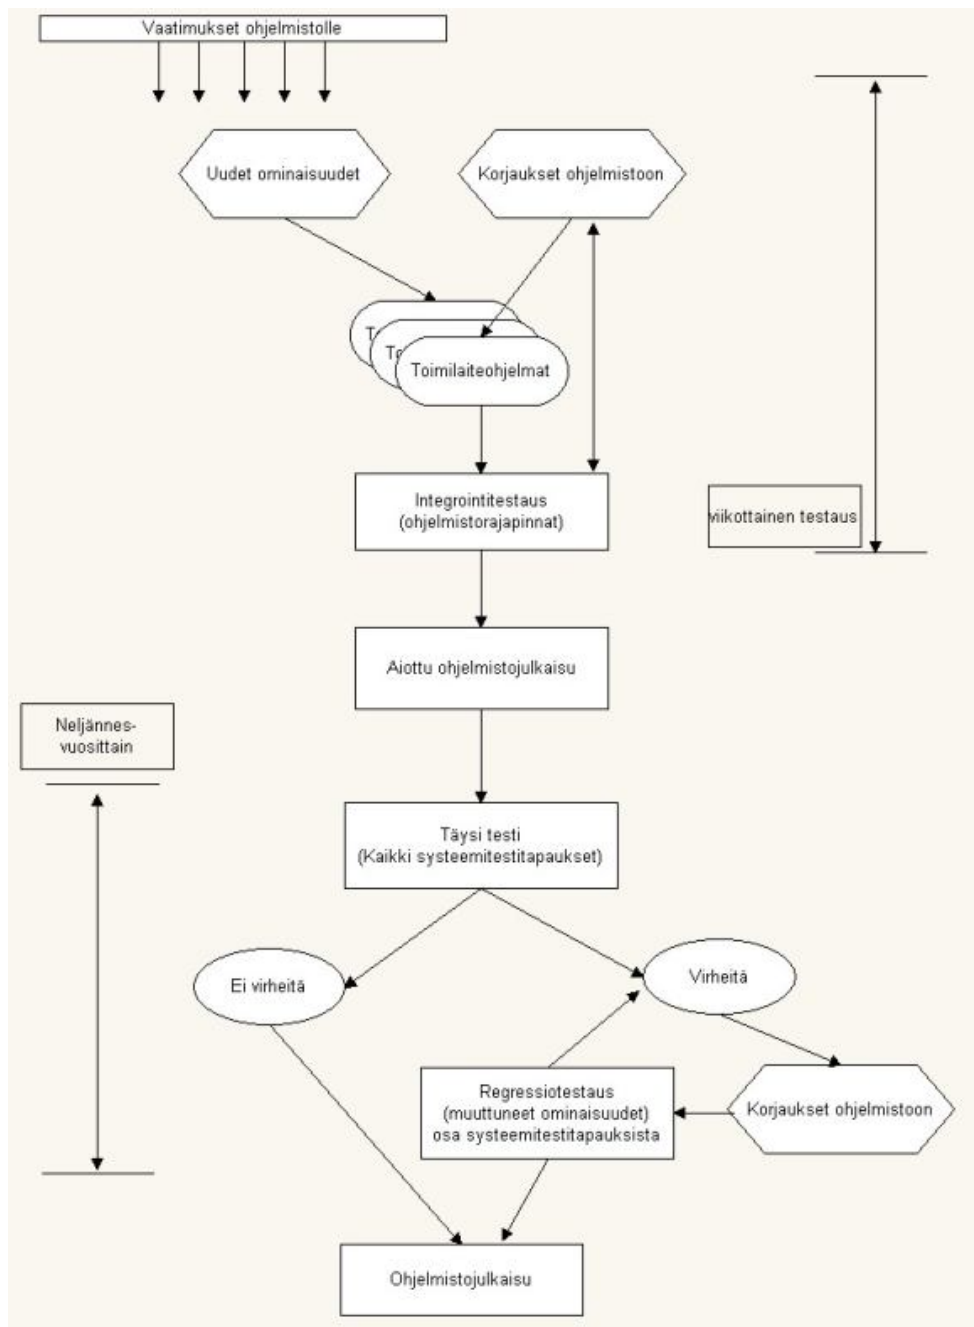 Vaatimukset ohjelmistolle
Uudet ominaisuudet
Korjaukset ohjelmistoon
T
To
Toimilaiteohjelmat
Integrointitestaus
(ohjelmistorajapinnat)
viikottainen testaus
Aiottu ohjelmistojulkaisu
Neljännes-
vuosittain
Täysi testi
(Kaikki systeemitestitapaukset)
Ei virheitä
Virheitä
Regressiotestaus
(muuttuneet ominaisuudet)
osa systeemitestitapauksista
Korjaukset ohjelmistoon
Ohjelmistojulkaisu